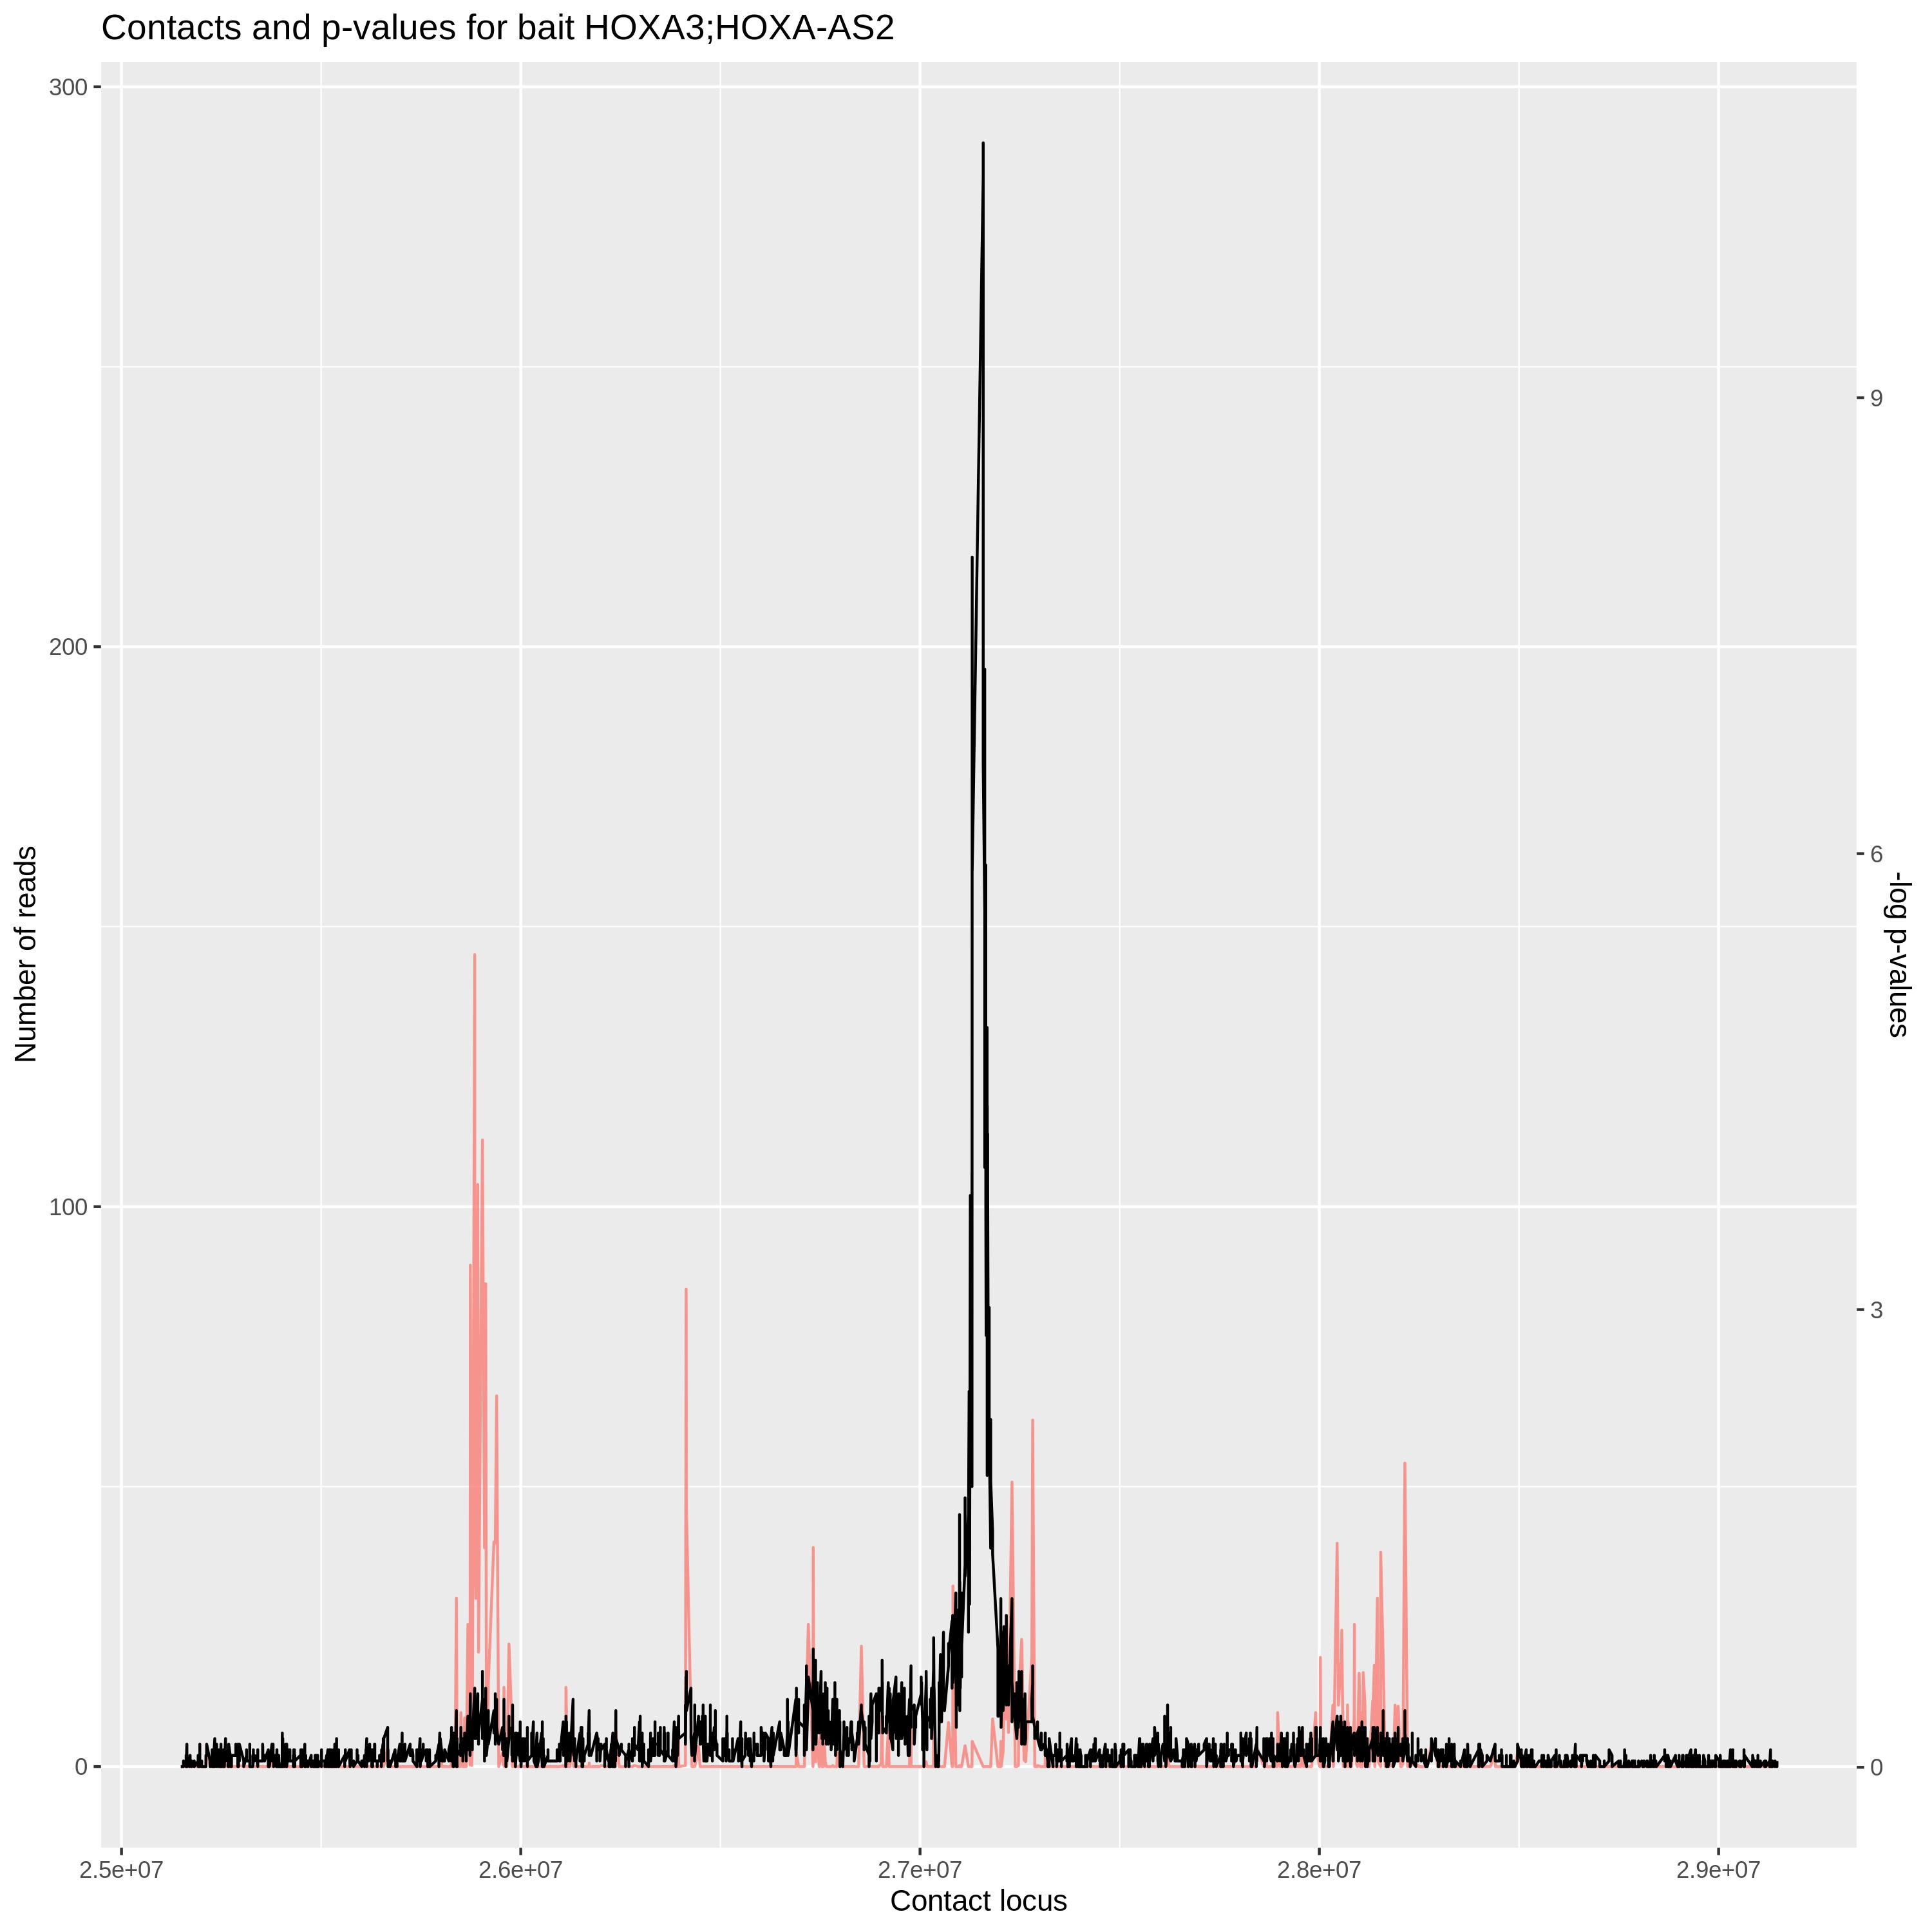 Contacts and p-values for bait HOXA3;HOXA-AS2
300
200
100
0
Number of reads
9
6
3
0
-log p-values
2.5e+07 2.6e+07 2.7e+07 2.8e+07 2.9e+07
Contact locus